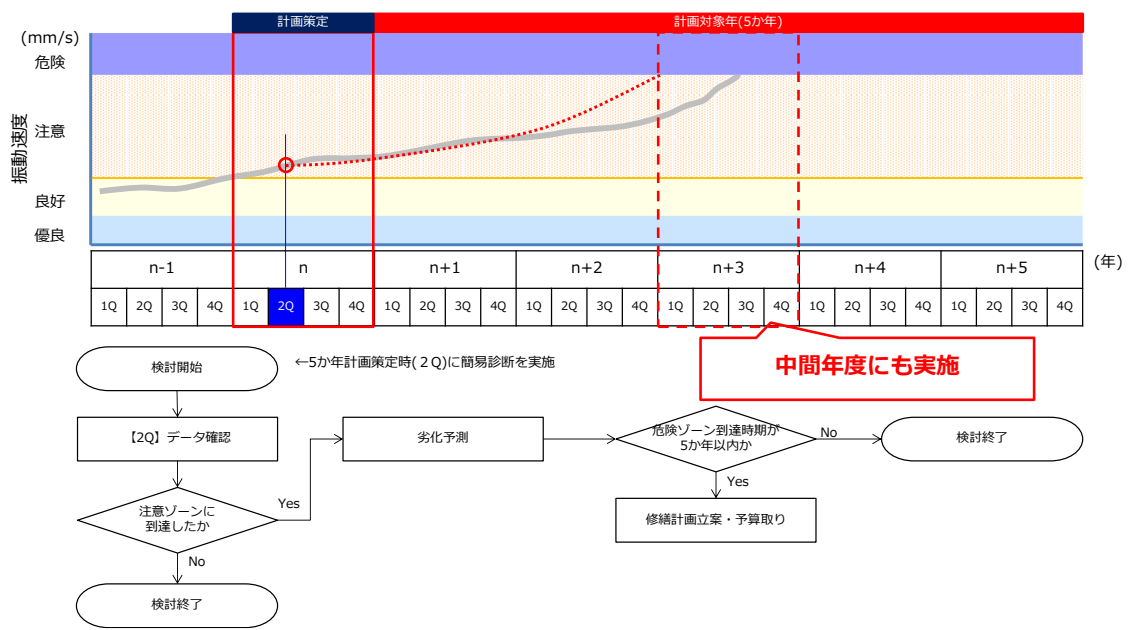 計画策定
計画対象年(5か年)
(mm/s)
危険
注意
良好
優良
振動速度
n-1
n
n+1
n+2
n+3
n+4
n+5
(年)
1Q 2Q 3Q 4Q 1Q 2Q 3Q 4Q 1Q 2Q 3Q 4Q 1Q 2Q 3Q 4Q 1Q 2Q 3Q 4Q 1Q 2Q 3Q 4Q 1Q 2Q 3Q 4Q
中間年度にも実施
検討開始
←5か年計画策定時(２Q)に簡易診断を実施
【2Q】データ確認
注意ゾーンに
到達したか
Yes
No
検討終了
劣化予測
危険ゾーン到達時期が
5か年以内か
No
検討終了
Yes
修繕計画立案・予算取り